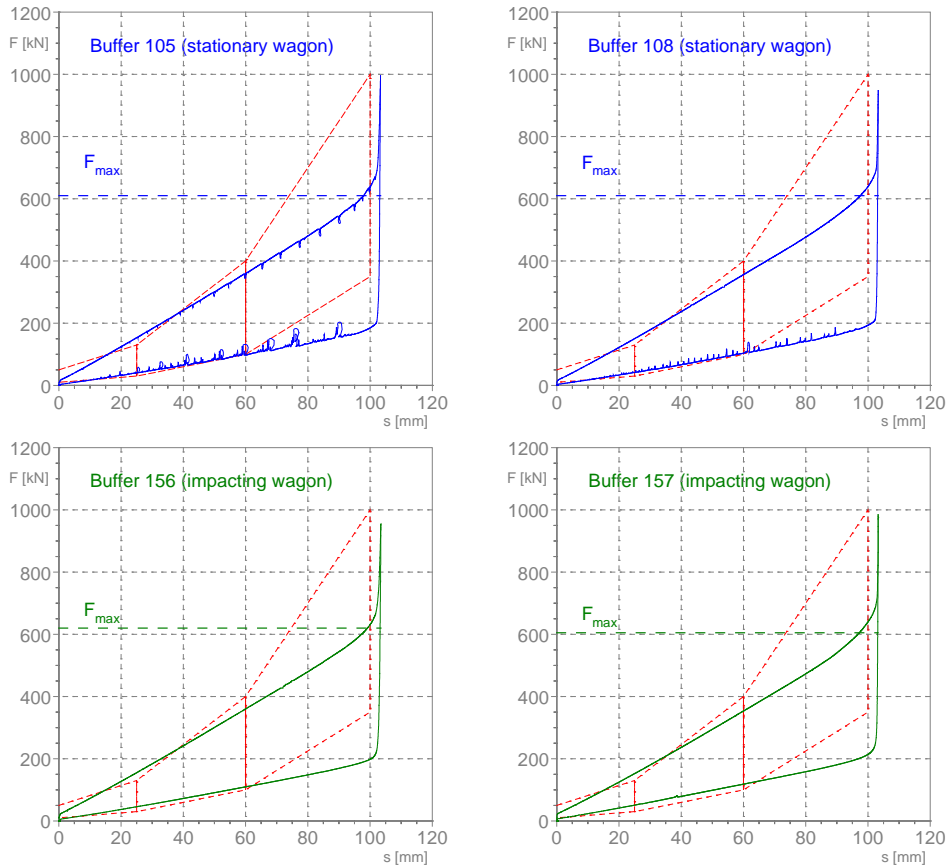 1200
F [kN]
Buffer 105 (stationary wagon)
1000
800
Fmax
600
400
200
0
0 20 40 60 80 100 120
s [mm]
1200
F [kN]
Buffer 108 (stationary wagon)
1000
800
Fmax
600
400
200
0
0 20 40 60 80 100 120
s [mm]
1200
F [kN]
Buffer 156 (impacting wagon)
1000
800
Fmax
600
400
200
0
0 20 40 60 80 100 120
s [mm]
1200
F [kN]
Buffer 157 (impacting wagon)
1000
800
Fmax
600
400
200
0
0 20 40 60 80 100 120
s [mm]